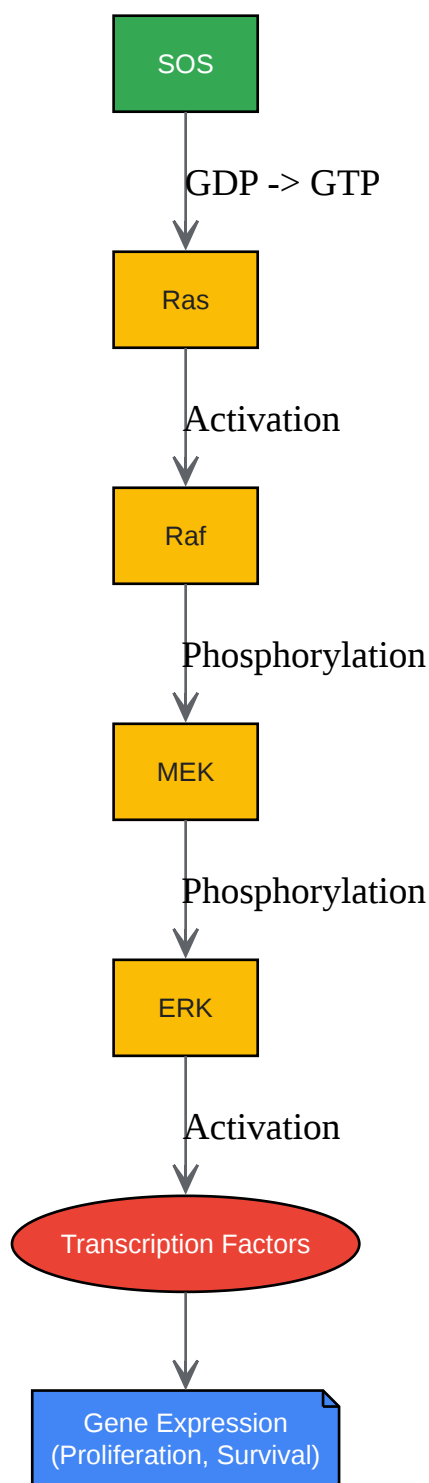 SOS
GDP -> GTP
Ras
Activation
Raf
Phosphorylation
MEK
Phosphorylation
ERK
Activation
Transcription Factors
Gene Expression
(Proliferation, Survival)